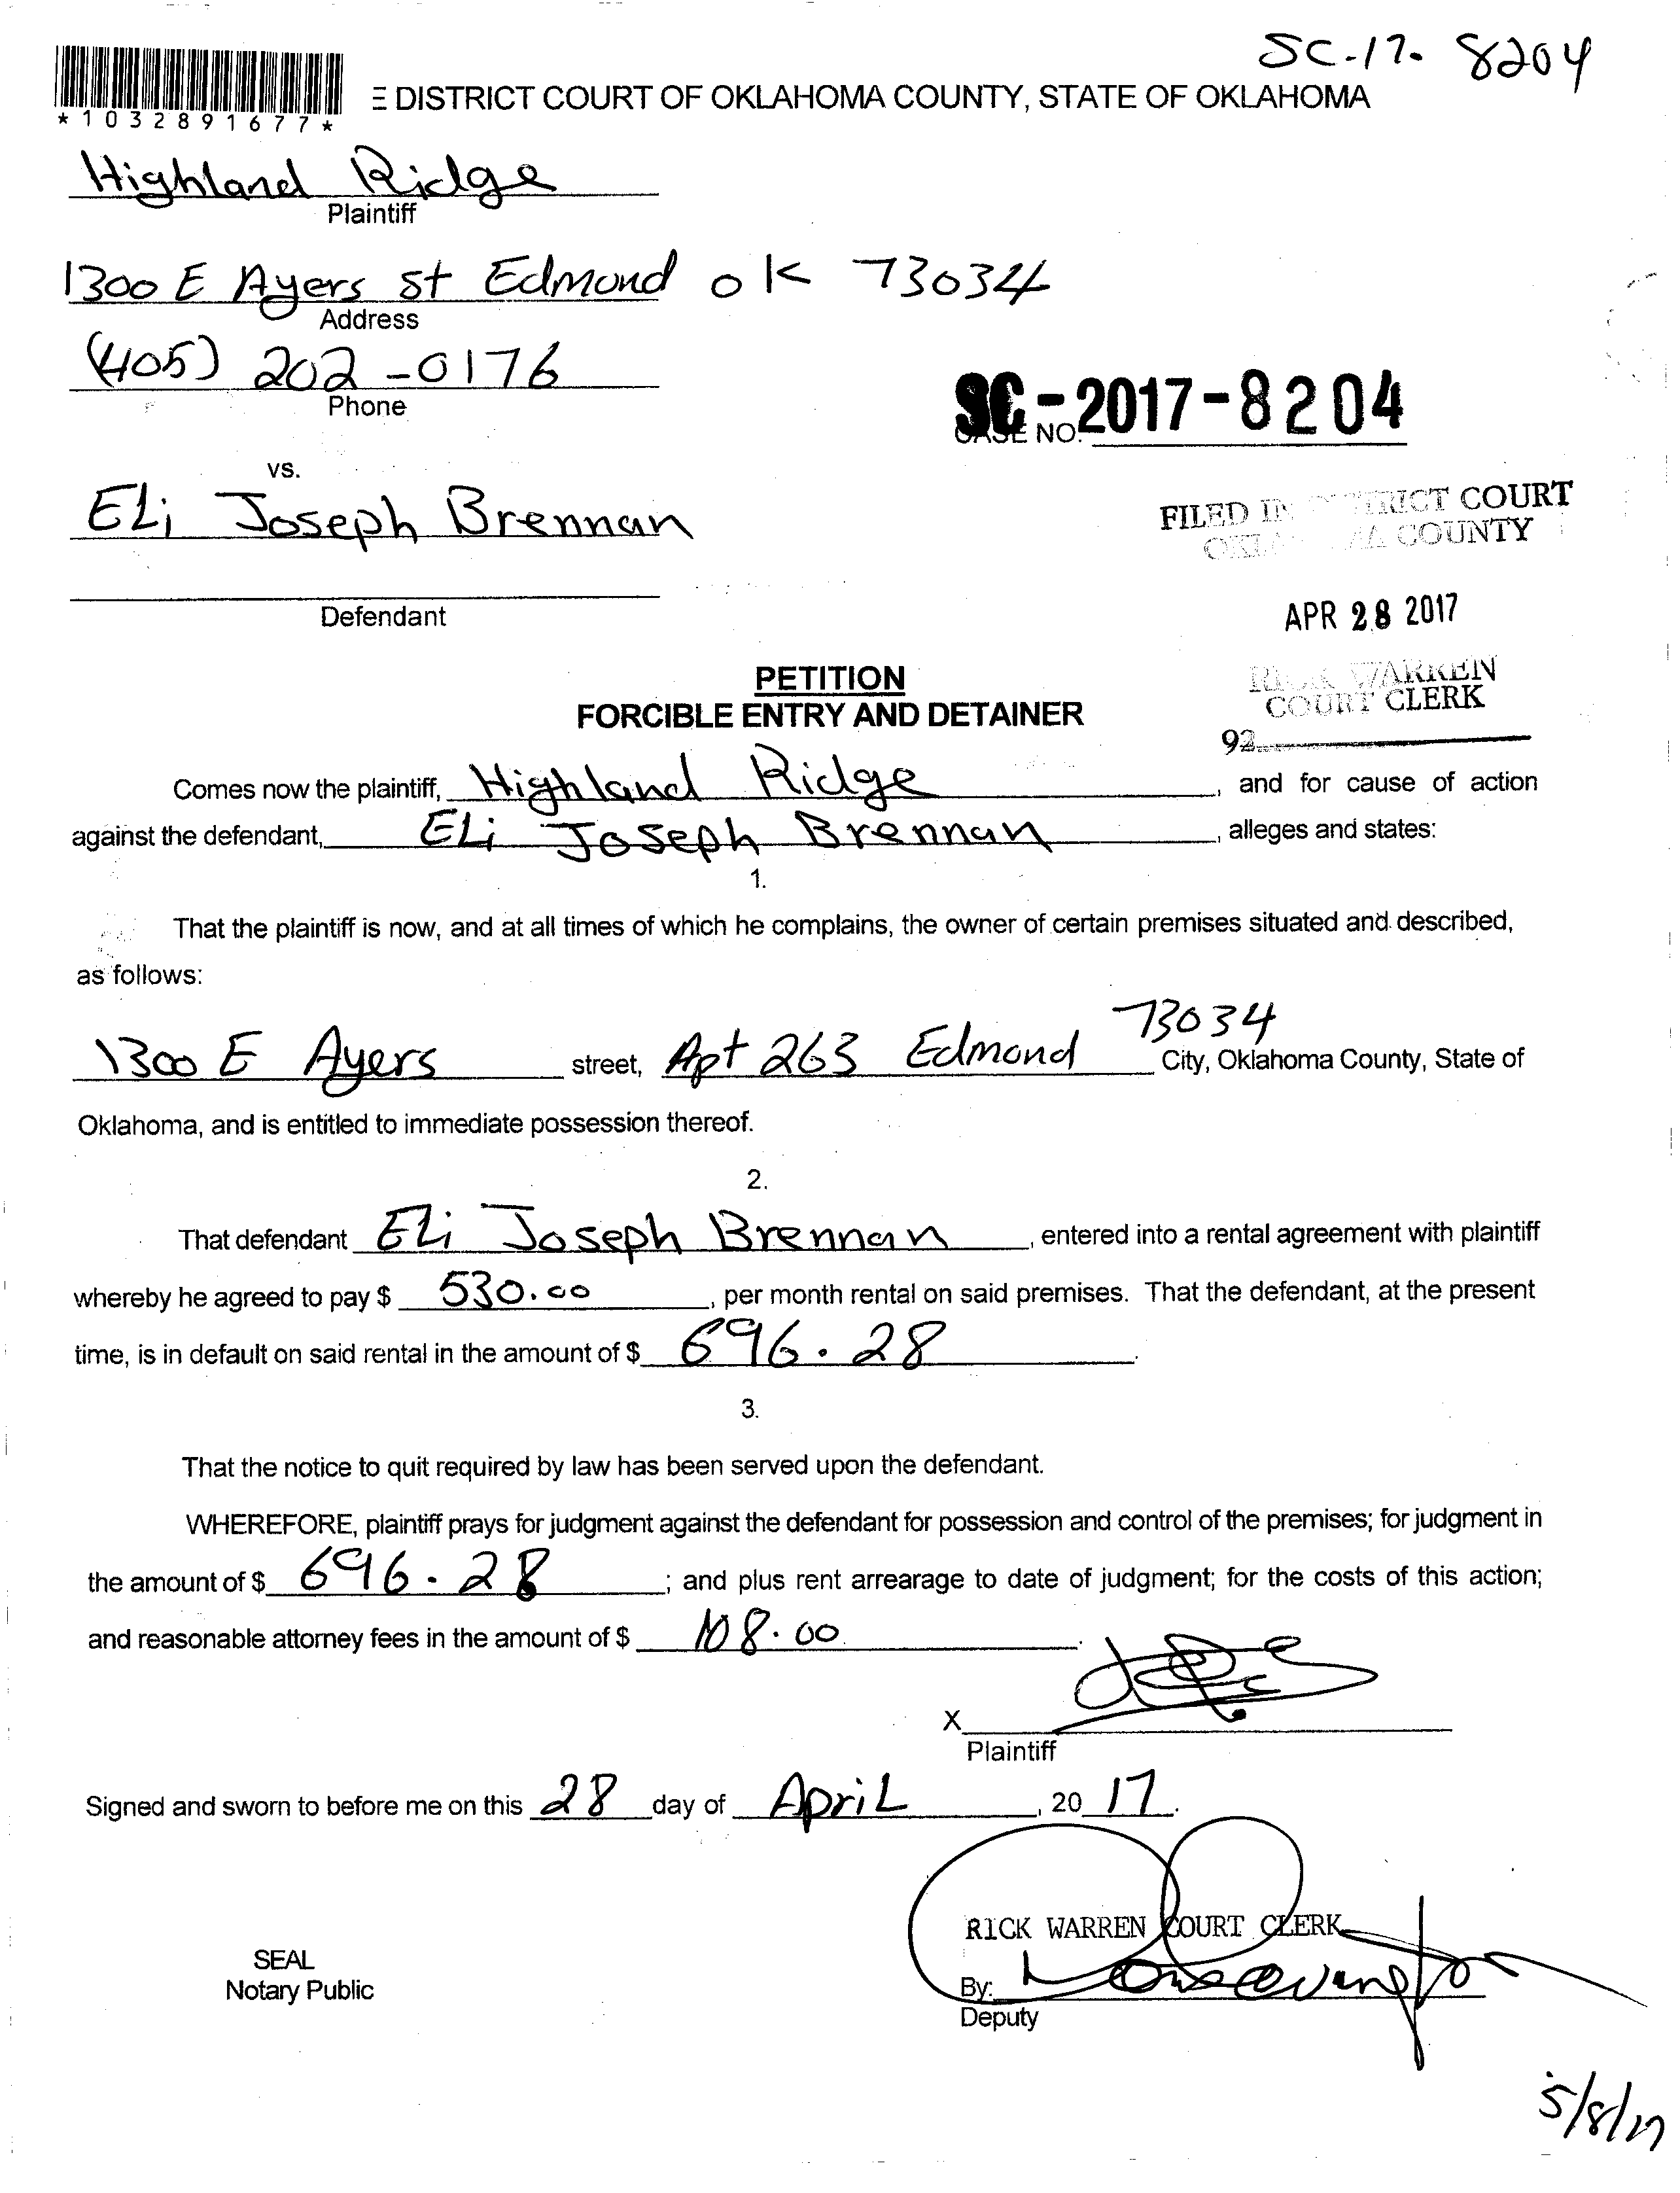 SC-17- 8204
E DISTRICT COURT OF OKLAHOMA COUNTY, STATE OF OKLAHOMA
*1032891677*
Highland Ridge
Plaintiff
1300 E Ayers st Edmond OK 73034
Address
(405) 202-0176
Phone
SC-2017-8204
CASE NO.
vs.
ELi Joseph Brennan
FILED IN DISTRICT COURT
OKLAHOMA COUNTY
Defendant
APR 28 2017
RICK WARREN
COURT CLERK
92
PETITION
FORCIBLE ENTRY AND DETAINER
Comes now the plaintiff, Highland Ridge, and for cause of action
against the defendant, ELi Joseph Brennan, alleges and states:
1.
That the plaintiff is now, and at all times of which he complains, the owner of certain premises situated and described,
as follows:
1300 E Ayers street, Apt 263 Edmond 73034 City, Oklahoma County, State of
Oklahoma, and is entitled to immediate possession thereof.
2.
That defendant ELi Joseph Brennan, entered into a rental agreement with plaintiff
whereby he agreed to pay $ 530.00, per month rental on said premises. That the defendant, at the present
time, is in default on said rental in the amount of $ 696.28.
3.
That the notice to quit required by law has been served upon the defendant.
WHEREFORE, plaintiff prays for judgment against the defendant for possession and control of the premises; for judgment in
the amount of $ 696.28; and plus rent arrearage to date of judgment; for the costs of this action;
and reasonable attorney fees in the amount of $ 108.00.
X
Plaintiff
Signed and sworn to before me on this 28 day of ApriL, 20 17.
RICK WARREN COURT CLERK
SEAL
Notary Public
By:
Deputy
5/8/17